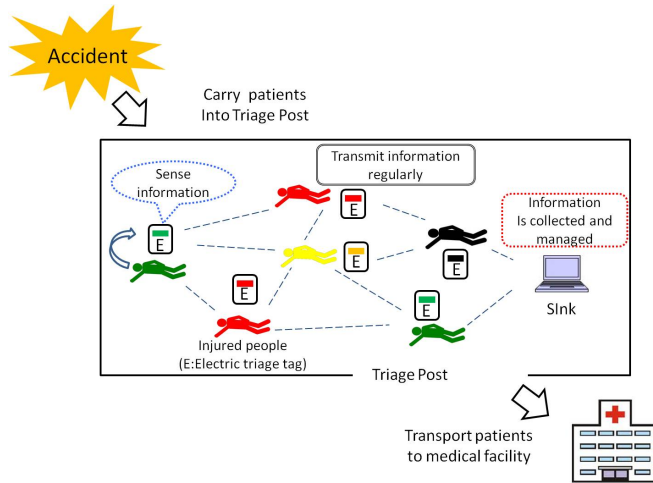 Accident
Carry patients
Into Triage Post
Sense
information
Transmit information
regularly
Information
Is collected and
managed
E
E
E
E
E
E
SInk
Injured people
(E:Electric triage tag)
Triage Post
Transport patients
to medical facility